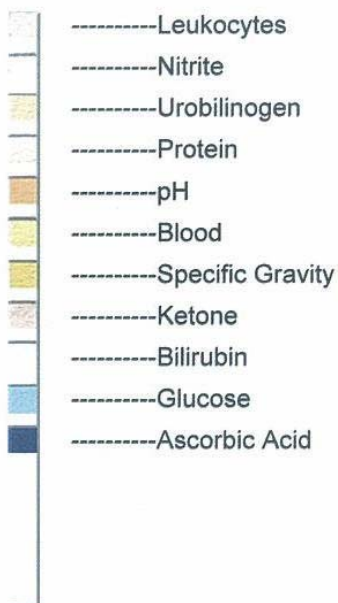 ----------Leukocytes
----------Nitrite
----------Urobilinogen
----------Protein
----------pH
----------Blood
----------Specific Gravity
----------Ketone
----------Bilirubin
----------Glucose
----------Ascorbic Acid